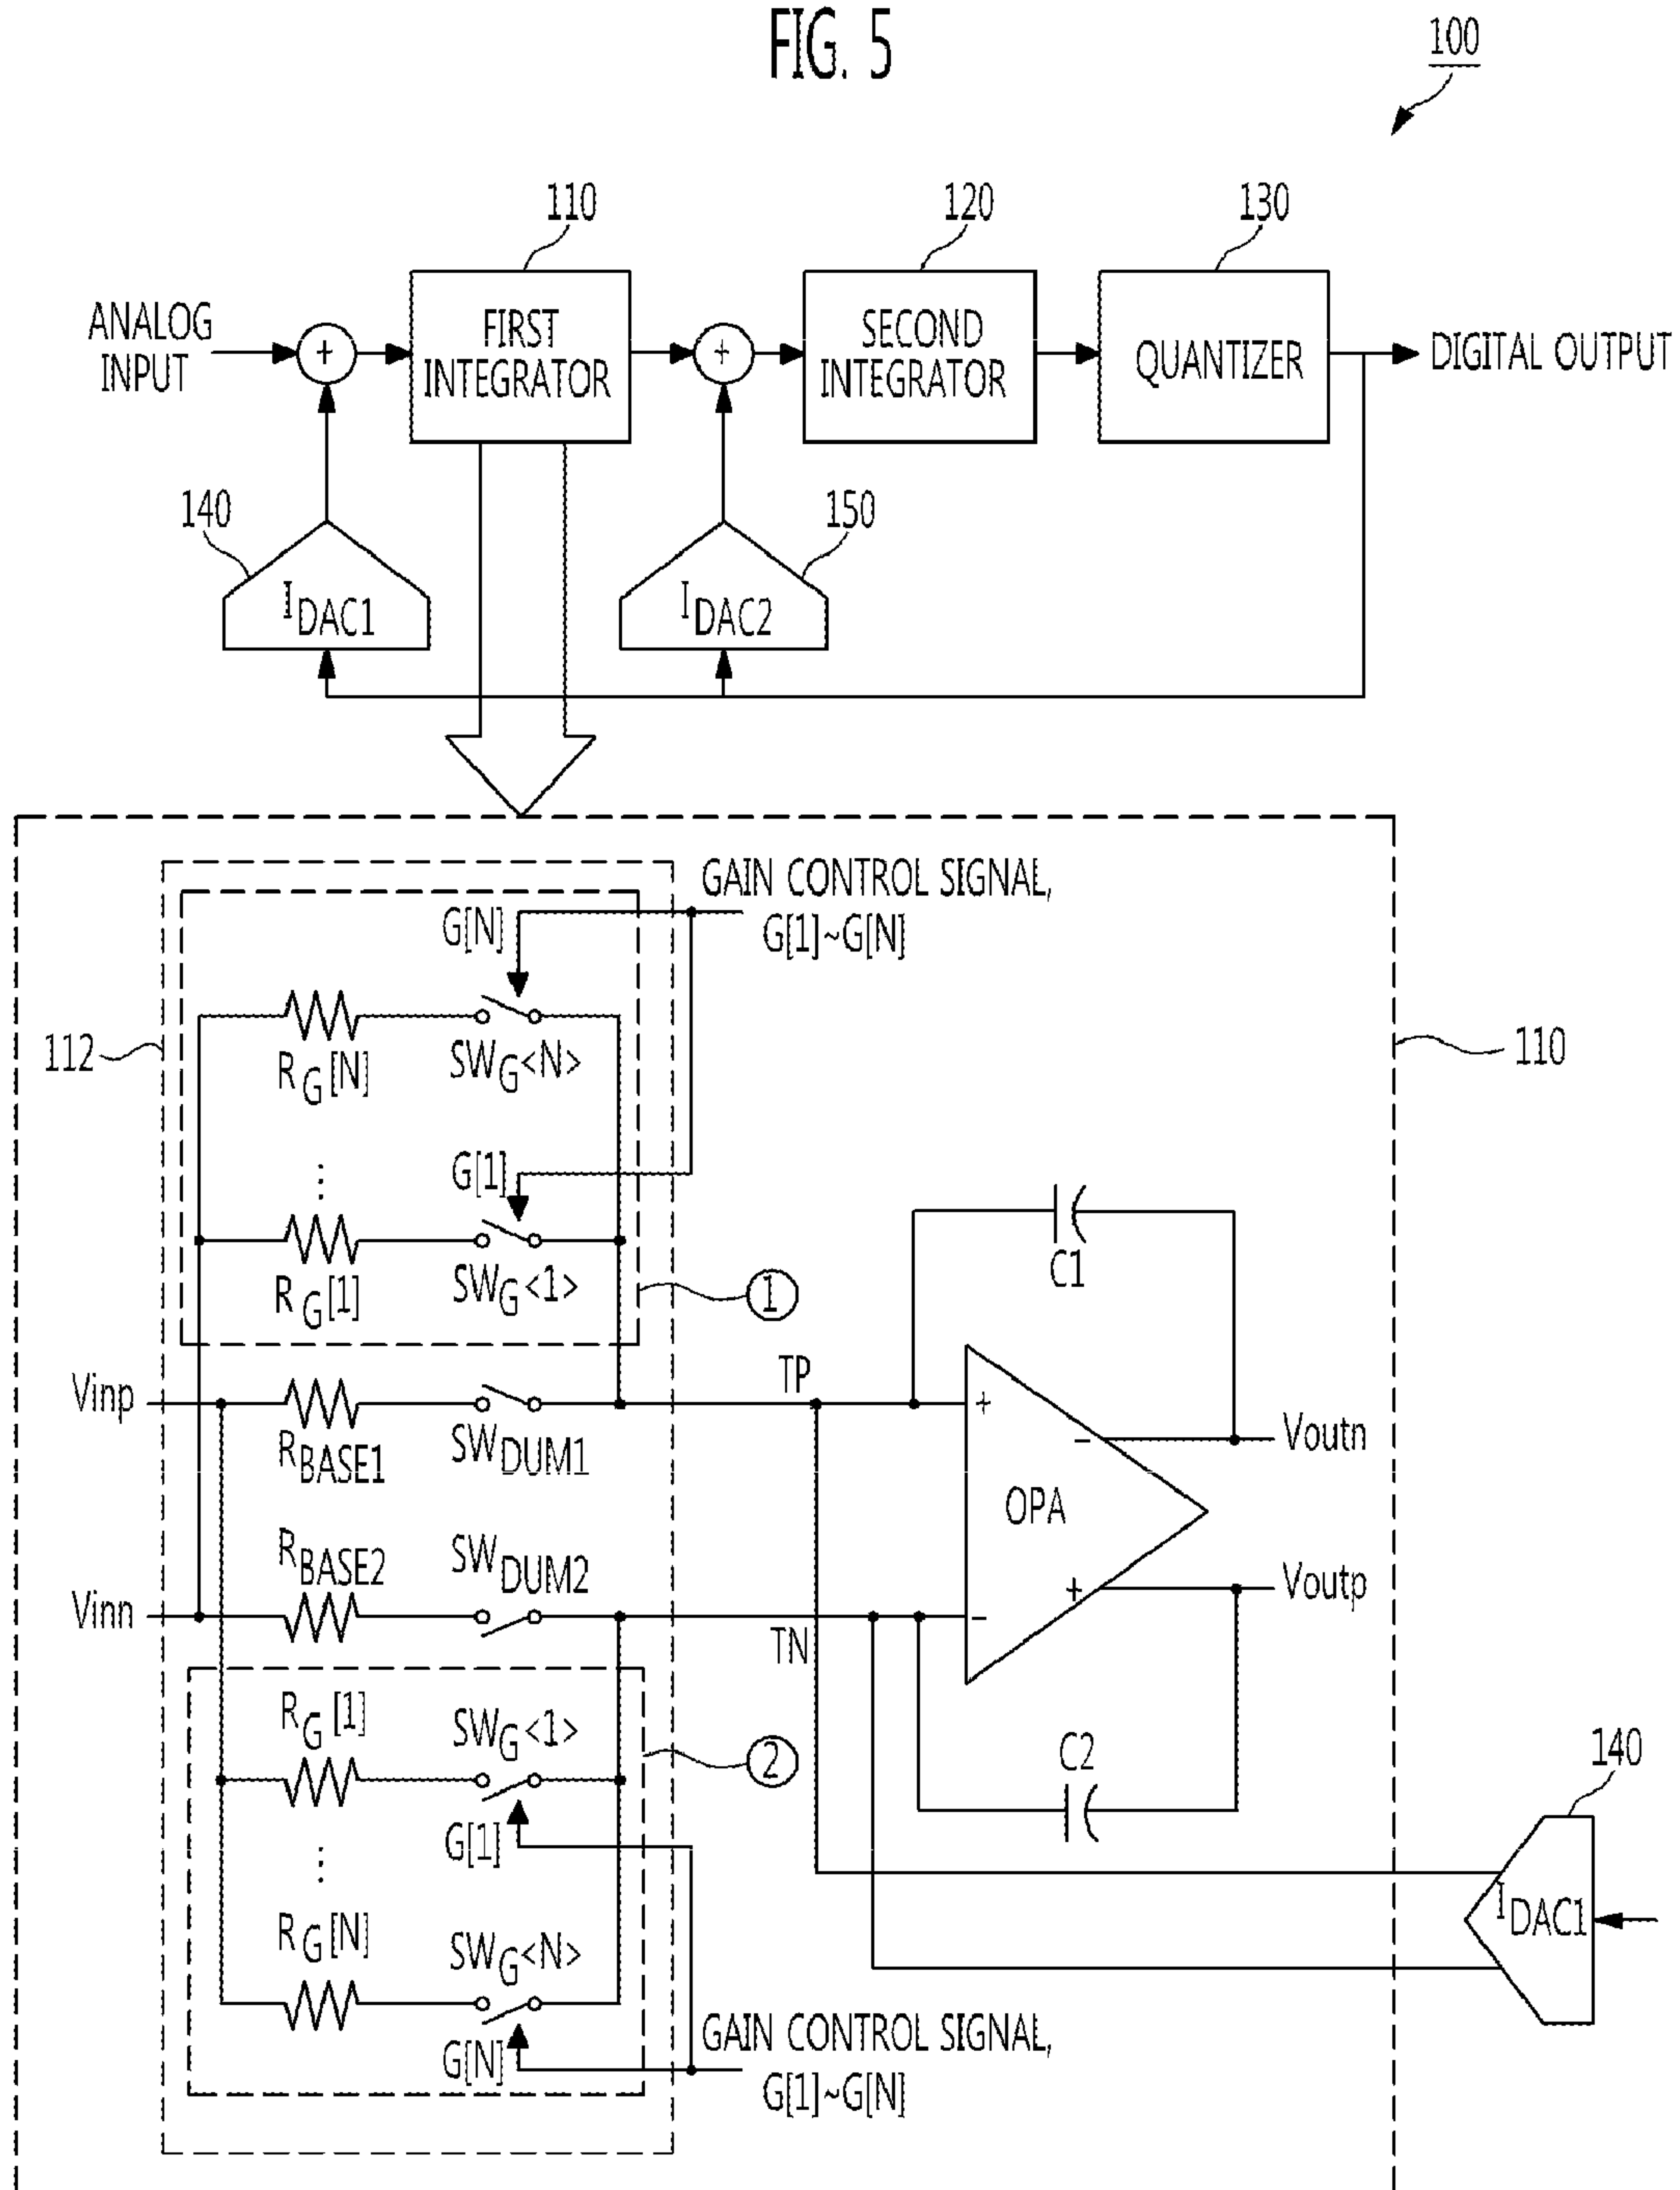 FIG. 5
100
110
120
130
ANALOG
INPUT
+
FIRST
INTEGRATOR
+
SECOND
INTEGRATOR
QUANTIZER
DIGITAL OUTPUT
140
150
IDAC1
IDAC2
GAIN CONTROL SIGNAL,
G[1]~G[N]
G[N]
112
RG[N]
SWG<N>
110
⋮
G[1]
RG[1]
SWG<1>
①
C1
Vinp
RBASE1
SWDUM1
TP
+
−
Voutn
OPA
RBASE2
SWDUM2
Vinn
TN
−
+
Voutp
RG[1]
SWG<1>
②
C2
140
G[1]
⋮
RG[N]
SWG<N>
IDAC1
G[N]
GAIN CONTROL SIGNAL,
G[1]~G[N]